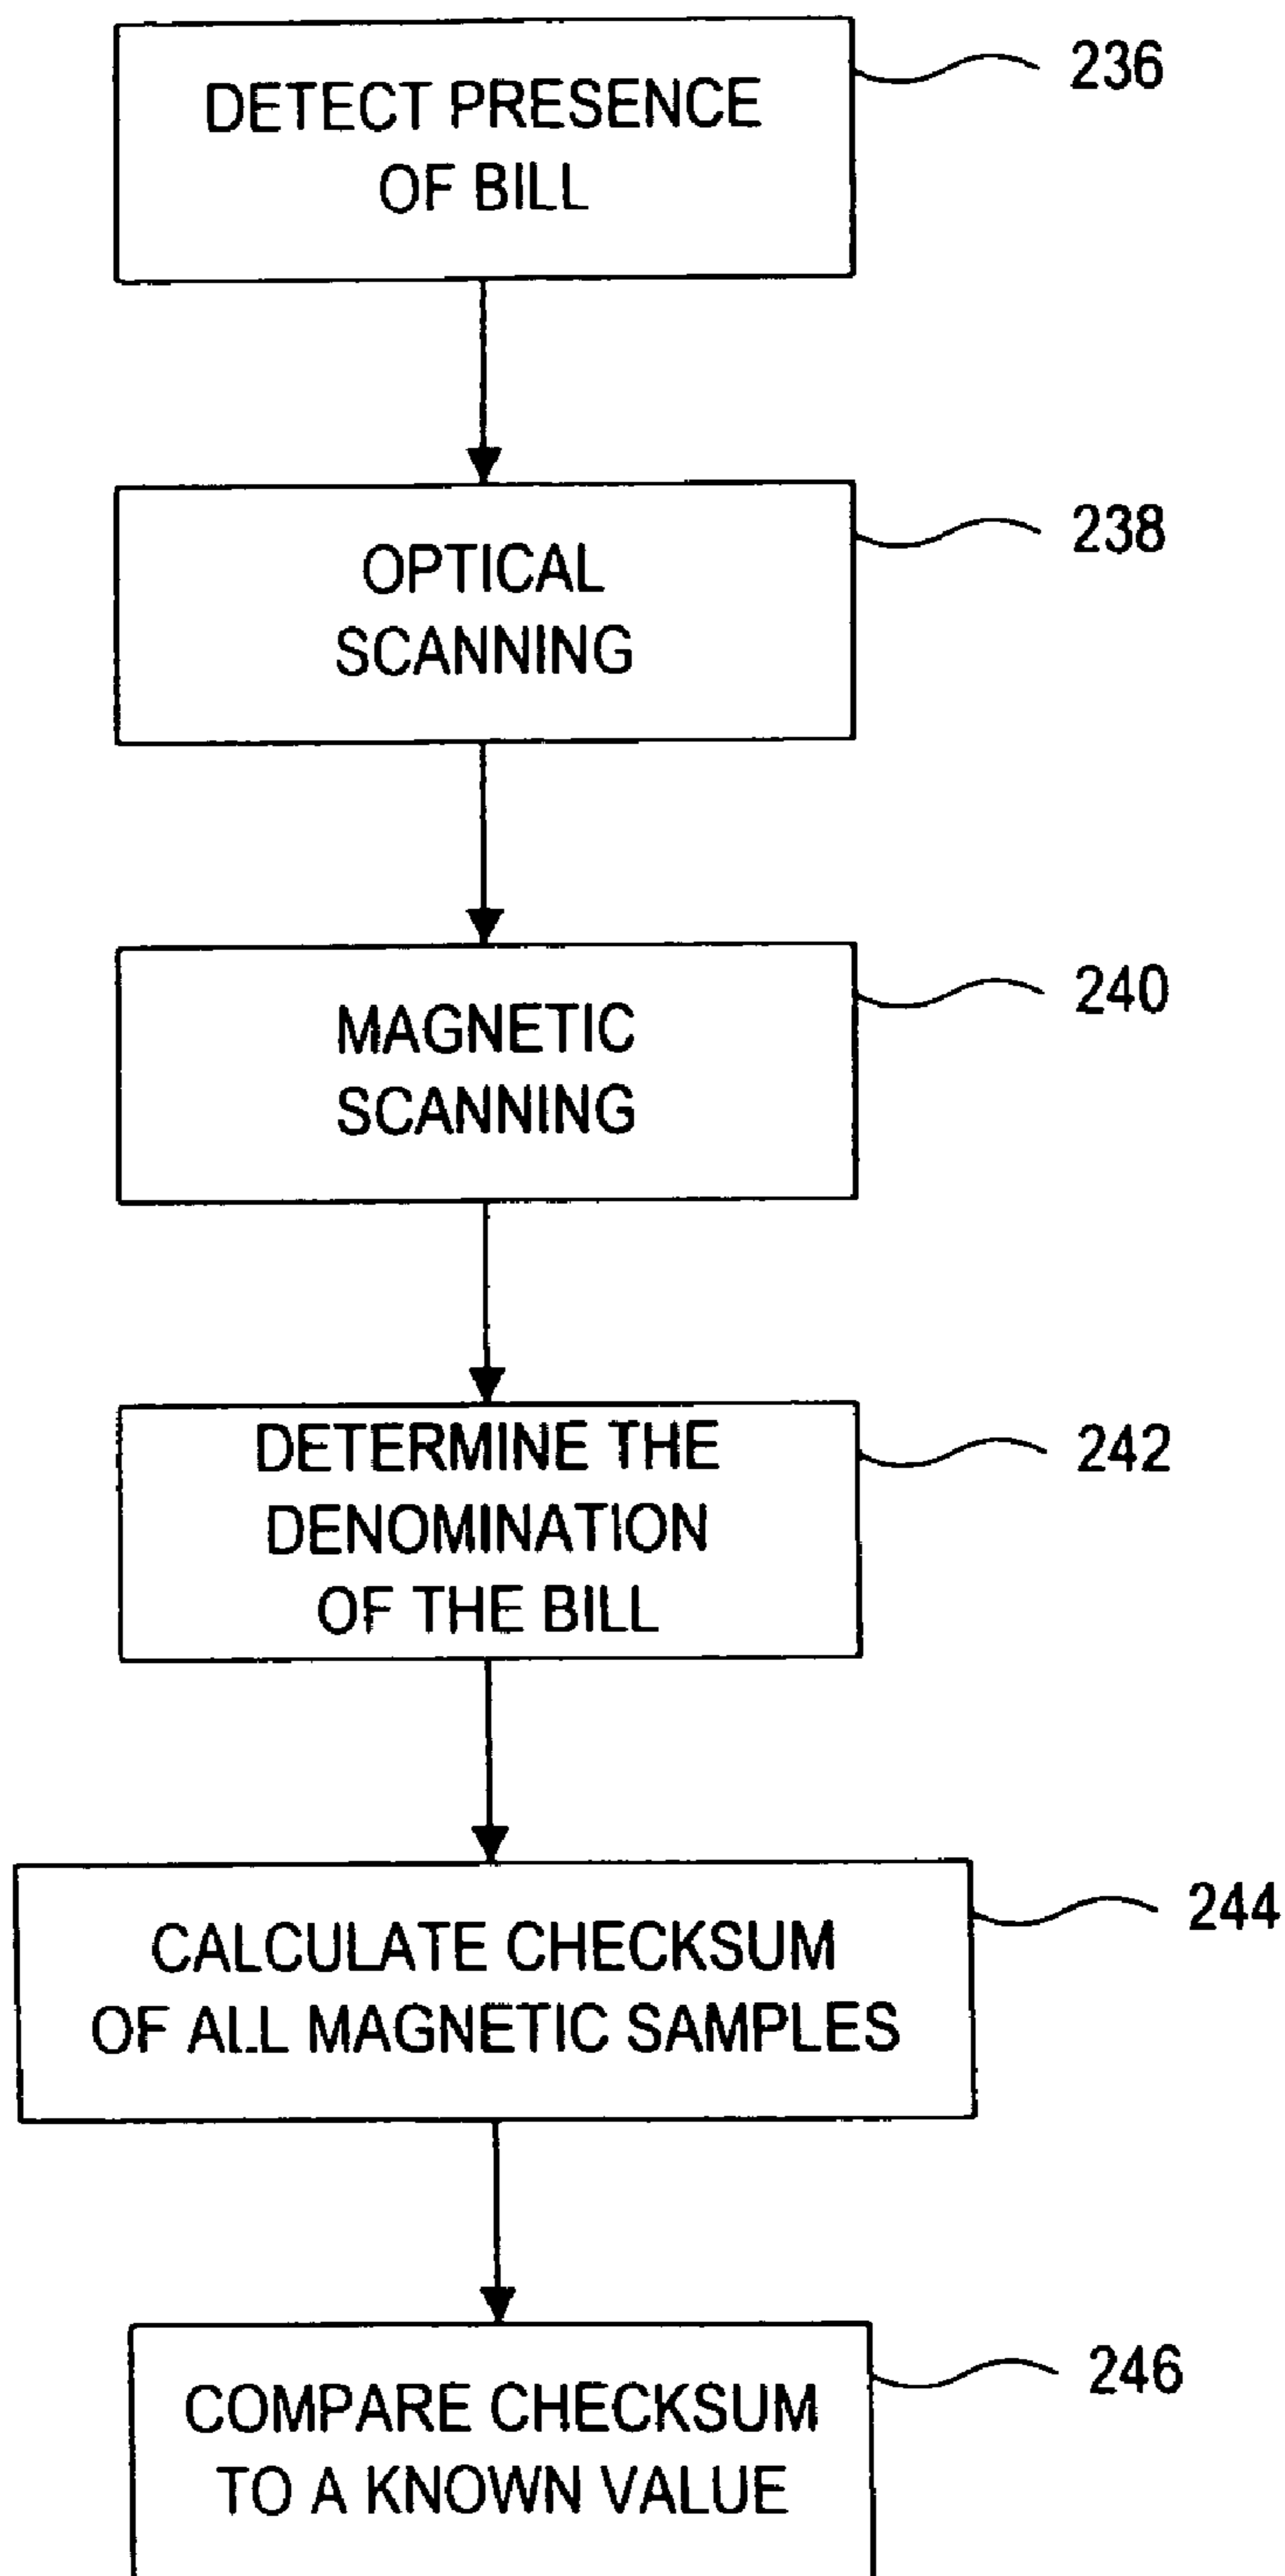 DETECT PRESENCE
OF BILL
236
OPTICAL
SCANNING
238
MAGNETIC
SCANNING
240
DETERMINE THE
DENOMINATION
OF THE BILL
242
CALCULATE CHECKSUM
OF ALL MAGNETIC SAMPLES
244
COMPARE CHECKSUM
TO A KNOWN VALUE
246